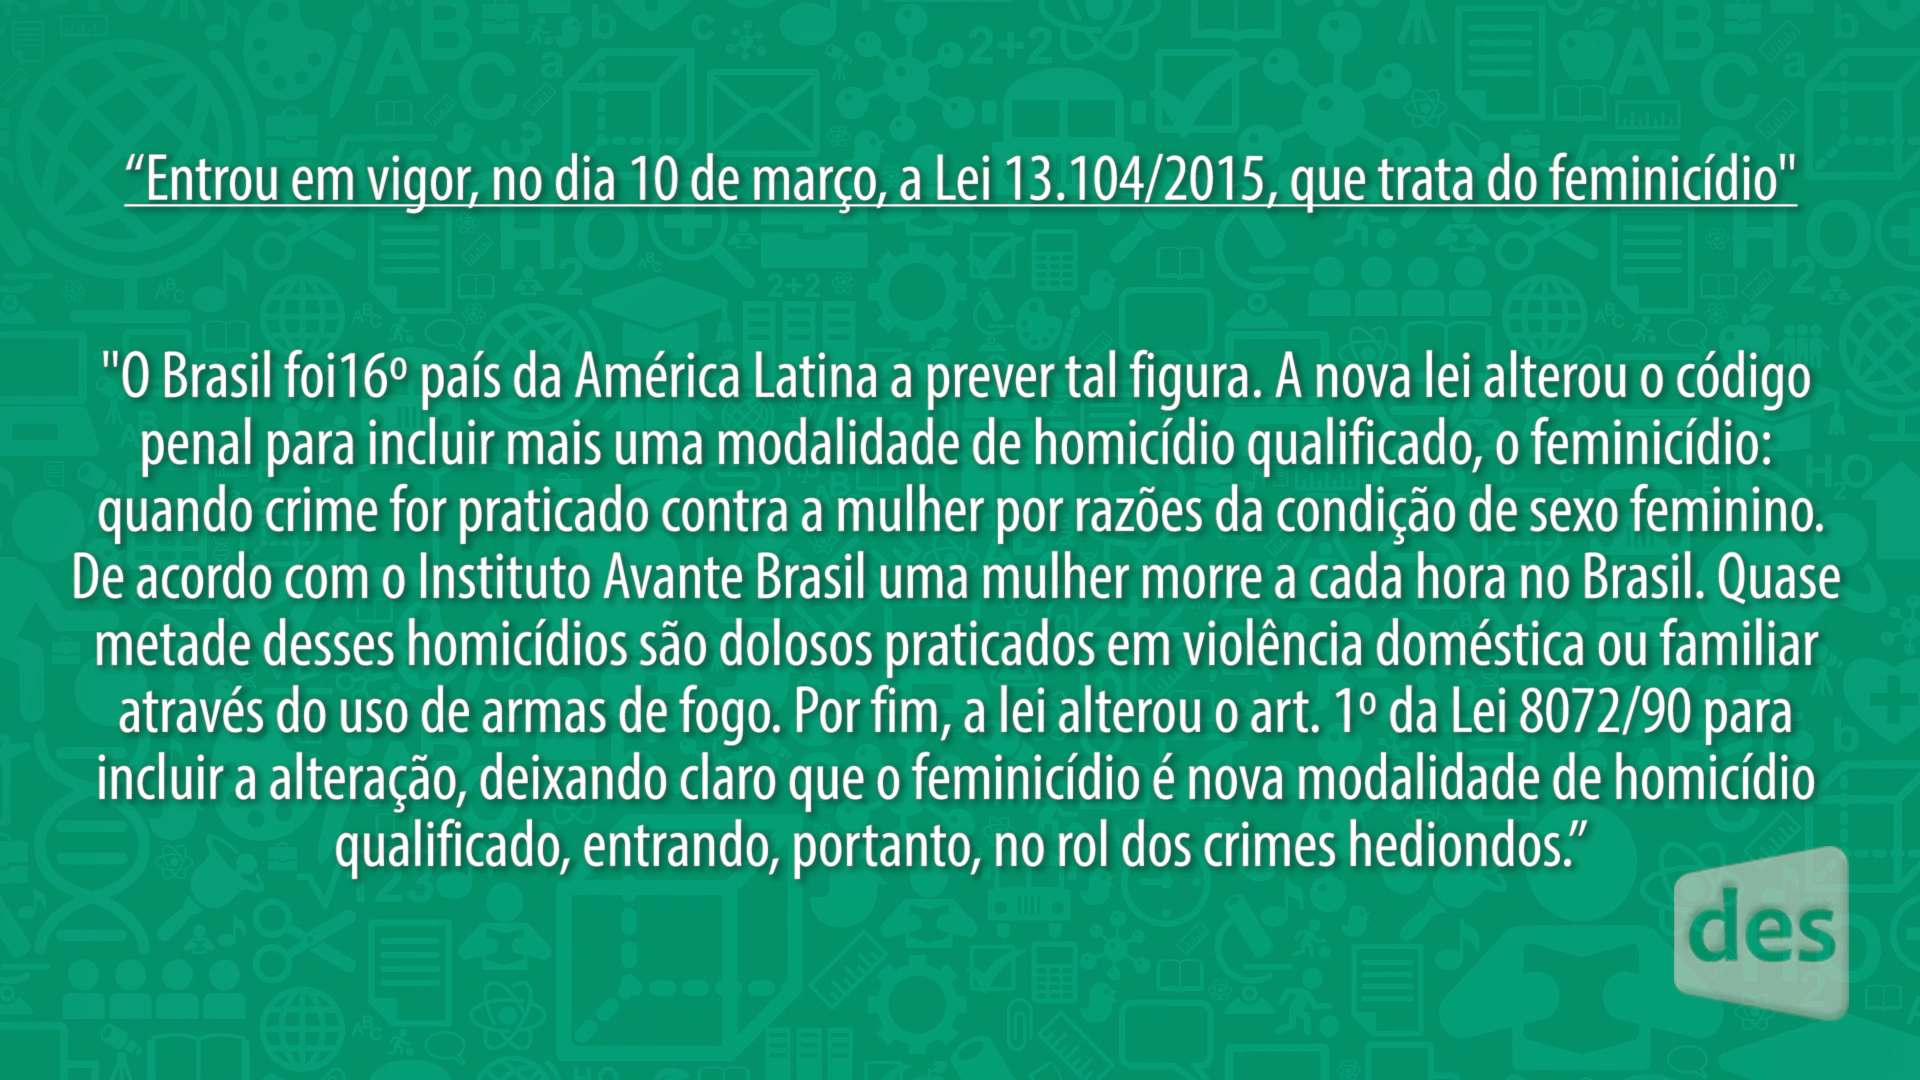 “Entrou em vigor, no dia 10 de março, a Lei 13.104/2015, que trata do feminicídio"
"O Brasil foi16º país da América Latina a prever tal figura. A nova lei alterou o código
penal para incluir mais uma modalidade de homicídio qualificado, o feminicídio:
quando crime for praticado contra a mulher por razões da condição de sexo feminino.
De acordo com o Instituto Avante Brasil uma mulher morre a cada hora no Brasil. Quase
metade desses homicídios são dolosos praticados em violência doméstica ou familiar
através do uso de armas de fogo. Por fim, a lei alterou o art. 1º da Lei 8072/90 para
incluir a alteração, deixando claro que o feminicídio é nova modalidade de homicídio
qualificado, entrando, portanto, no rol dos crimes hediondos.”
des